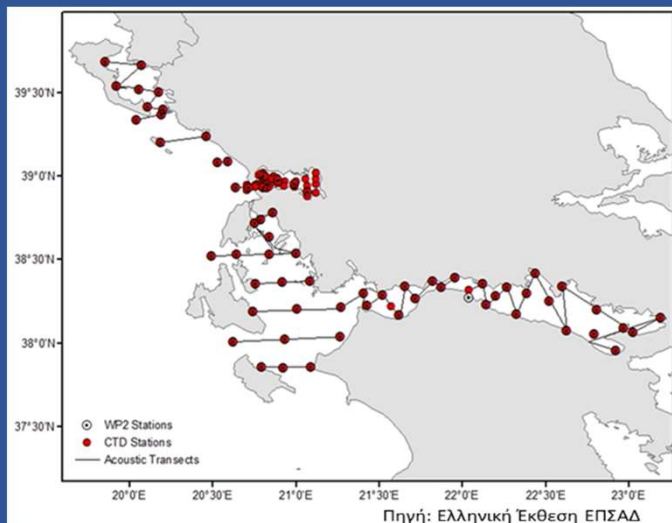 39°30'N
39°0'N
38°30'N
38°0'N
37°30'N
WP2 Stations
CTD Stations
Acoustic Transects
20°0'E
20°30'E
21°0'E
21°30'E
22°0'E
22°30'E
23°0'E
Πηγή: Ελληνική Έκθεση ΕΠΣΑΔ